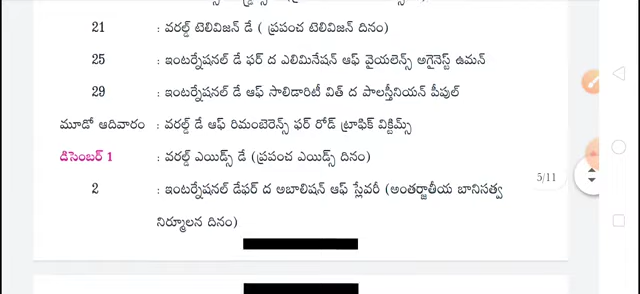 21 : వరల్డ్ టెలివిజన్ డే ( ప్రపంచ టెలివిజన్ దినం)
25 : ఇంటర్నేషనల్ డే ఫర్ ద ఎలిమినేషన్ ఆఫ్ వైయలెన్స్ అగైనెస్ట్ ఉమన్
29 : ఇంటర్నేషనల్ డే ఆఫ్ సాలిడారిటీ విత్ ద పాలస్తీనియన్ పీపుల్
మూడో ఆదివారం : వరల్డ్ డే ఆఫ్ రిమంబెరెన్స్ ఫర్ రోడ్ ట్రాఫిక్ విక్టిమ్స్
డిసెంబర్ 1 : వరల్డ్ ఎయిడ్స్ డే (ప్రపంచ ఎయిడ్స్ దినం)
5/11
2 : ఇంటర్నేషనల్ డేఫర్ ద అబాలిషన్ ఆఫ్ స్లేవరీ (అంతర్జాతీయ బానిసత్వ
నిర్మూలన దినం)